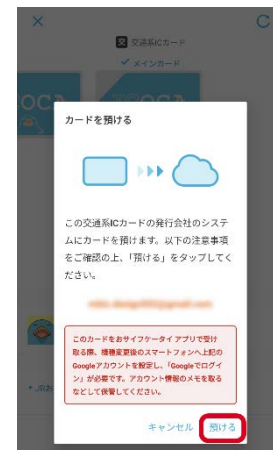 交通系ICカード
メインカード
カードを預ける
この交通系ICカードの発行会社のシステ
ムにカードを預けます。以下の注意事項
をご確認の上、「預ける」をタップしてく
ださい。
このカードをおサイフケータイ アプリで受け
取る際、機種変更後のスマートフォンへ上記の
Googleアカウントを設定し、「Googleでログイ
ン」が必要です。アカウント情報のメモを取る
などして保管してください。
キャンセル 預ける